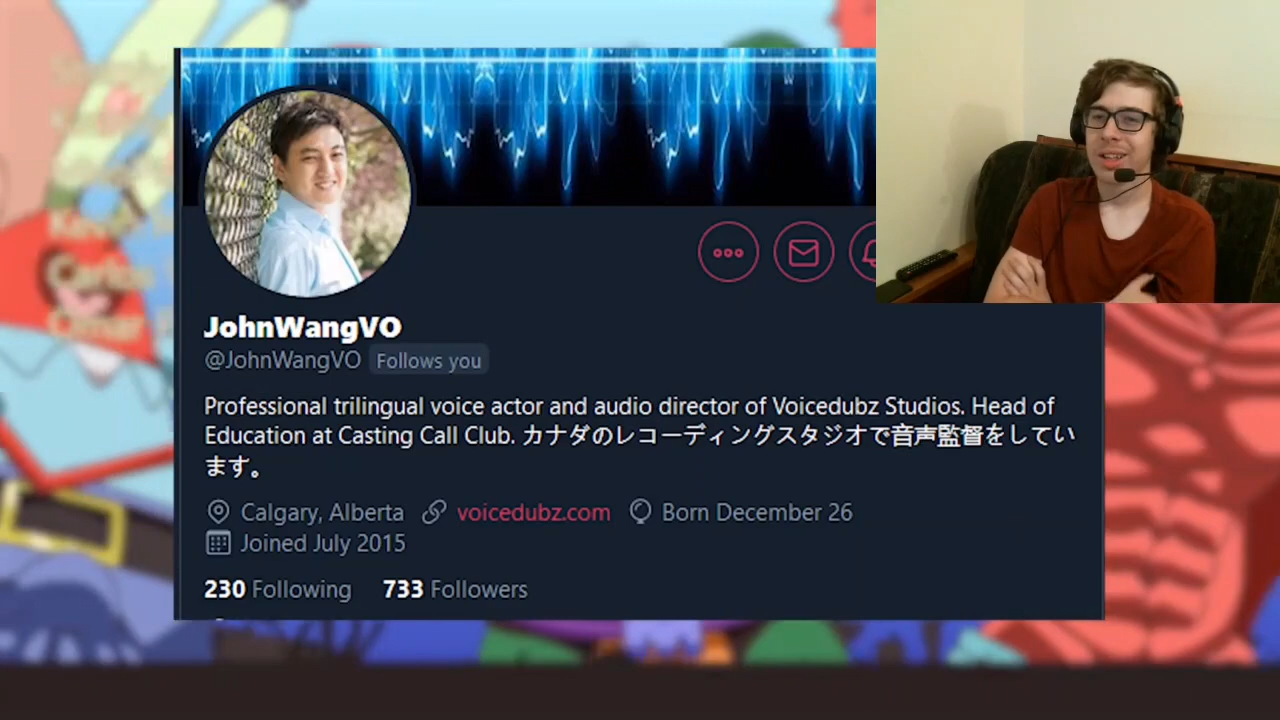 JohnWangVO
@JohnWangVO Follows you
Professional trilingual voice actor and audio director of Voicedubz Studios. Head of
Education at Casting Call Club. カナダのレコーディングスタジオで音声監督をしてい
ます。
Calgary, Alberta voicedubz.com Born December 26
Joined July 2015
230 Following 733 Followers